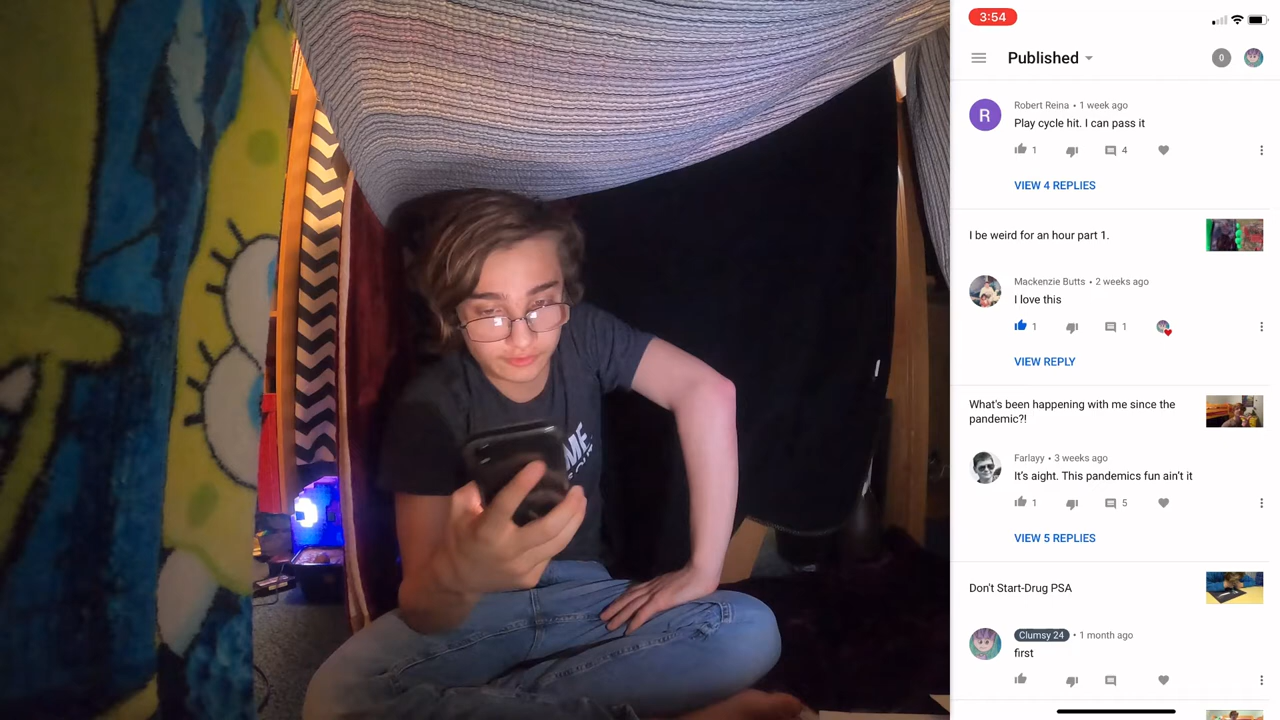 3:54
Published
0
R
Robert Reina • 1 week ago
Play cycle hit. I can pass it
1
4
VIEW 4 REPLIES
I be weird for an hour part 1.
Mackenzie Butts • 2 weeks ago
I love this
1
1
VIEW REPLY
What's been happening with me since the
pandemic?!
Farlayy • 3 weeks ago
It's aight. This pandemics fun ain't it
1
5
VIEW 5 REPLIES
Don't Start-Drug PSA
Clumsy 24 • 1 month ago
first